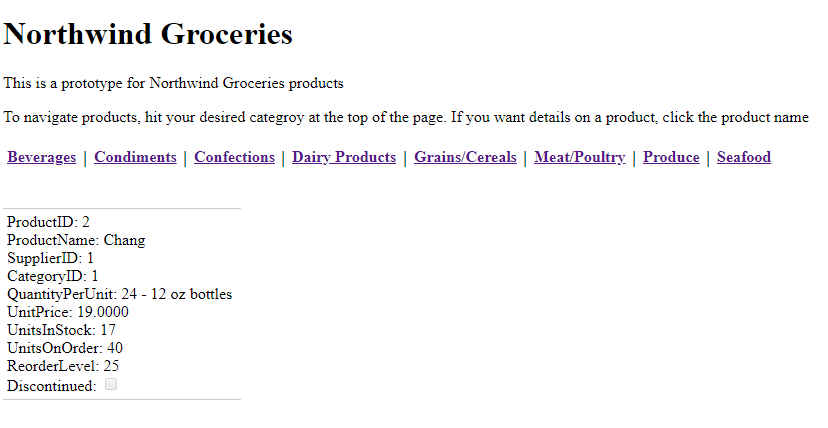 Northwind Groceries
This is a prototype for Northwind Groceries products
To navigate products, hit your desired categroy at the top of the page. If you want details on a product, click the product name
Beverages | Condiments | Confections | Dairy Products | Grains/Cereals | Meat/Poultry | Produce | Seafood
ProductID: 2
ProductName: Chang
SupplierID: 1
CategoryID: 1
QuantityPerUnit: 24 - 12 oz bottles
UnitPrice: 19.0000
UnitsInStock: 17
UnitsOnOrder: 40
ReorderLevel: 25
Discontinued: